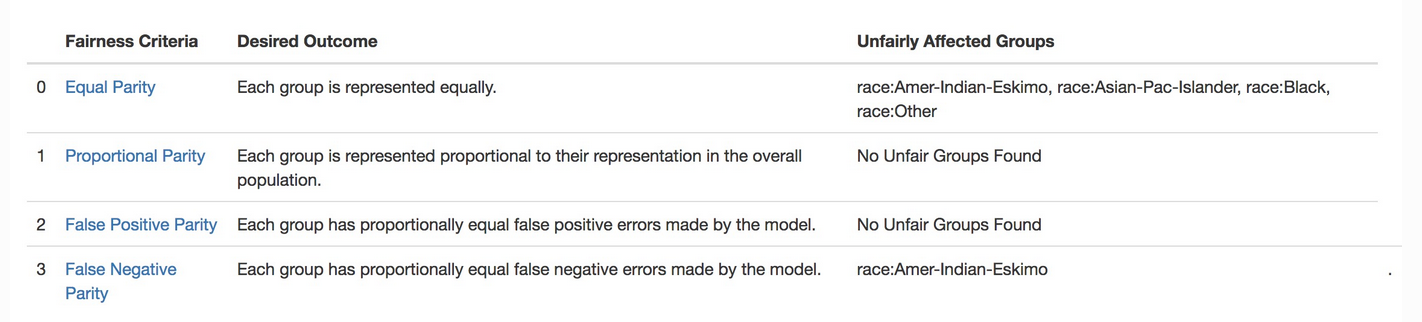 Fairness Criteria Desired Outcome Unfairly Affected Groups
0 Equal Parity Each group is represented equally. race:Amer-Indian-Eskimo, race:Asian-Pac-Islander, race:Black,
race:Other
1 Proportional Parity Each group is represented proportional to their representation in the overall No Unfair Groups Found
population.
2 False Positive Parity Each group has proportionally equal false positive errors made by the model. No Unfair Groups Found
3 False Negative Each group has proportionally equal false negative errors made by the model. race:Amer-Indian-Eskimo .
Parity